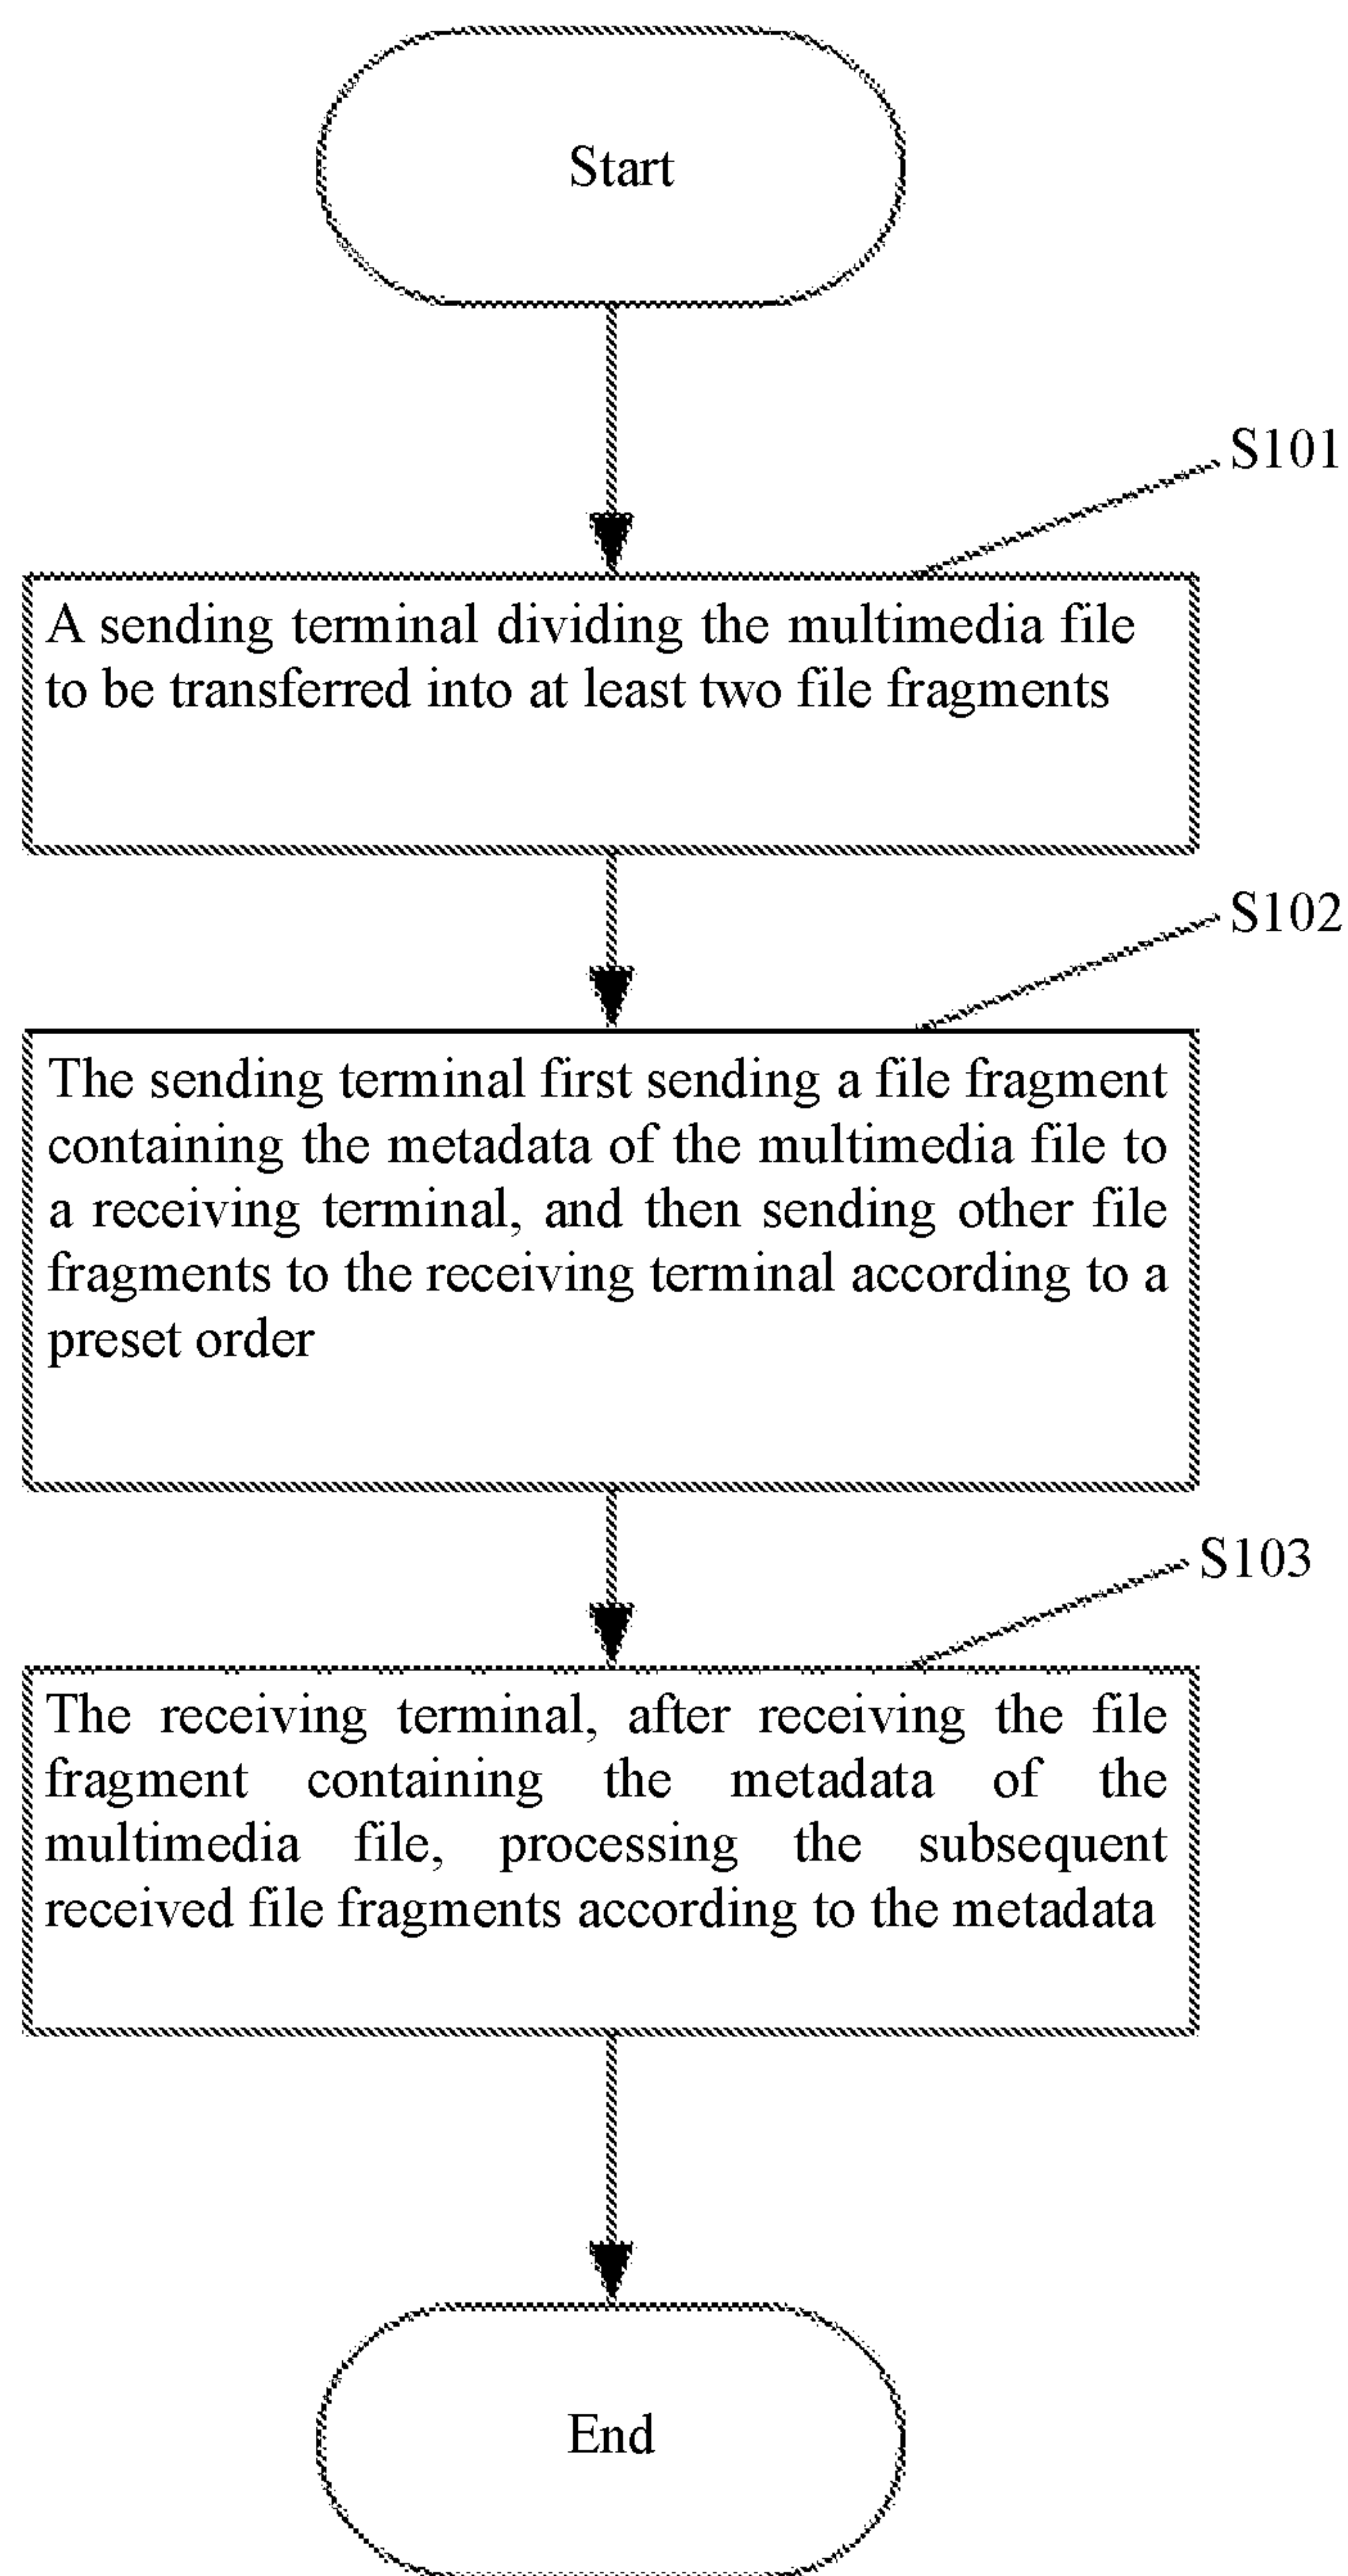 Start
S101
A sending terminal dividing the multimedia file
to be transferred into at least two file fragments
S102
The sending terminal first sending a file fragment
containing the metadata of the multimedia file to
a receiving terminal, and then sending other file
fragments to the receiving terminal according to a
preset order
S103
The receiving terminal, after receiving the file
fragment containing the metadata of the
multimedia file, processing the subsequent
received file fragments according to the metadata
End